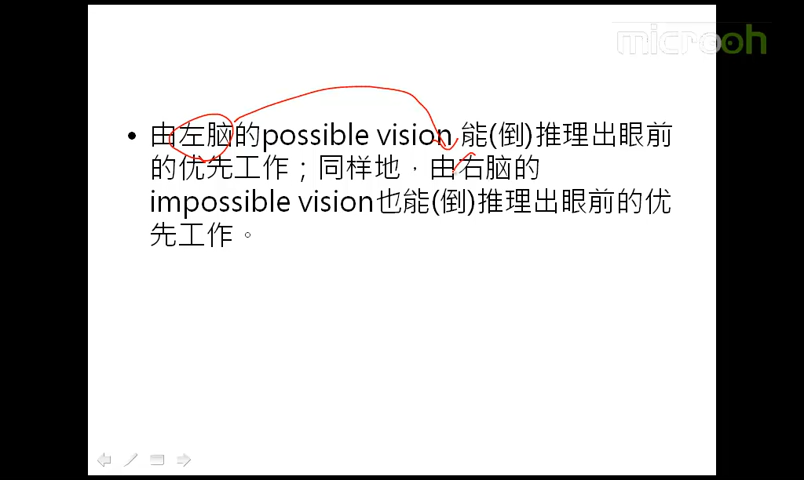 microoh
• 由左脑的possible vision 能(倒)推理出眼前
的优先工作；同样地，由右脑的
impossible vision也能(倒)推理出眼前的优
先工作。